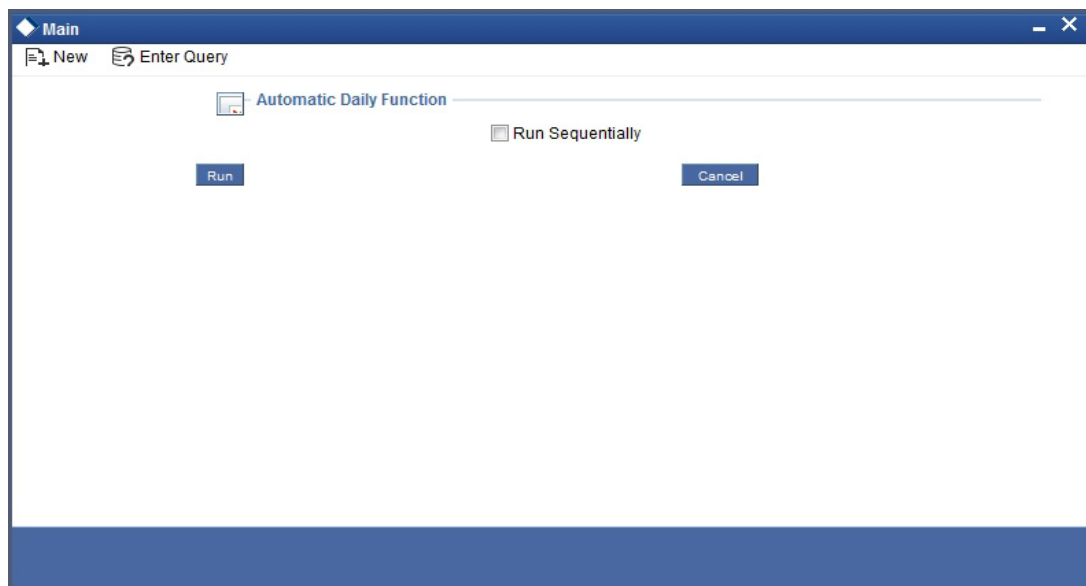 Main
New Enter Query
Automatic Daily Function
Run Sequentially
Run Cancel